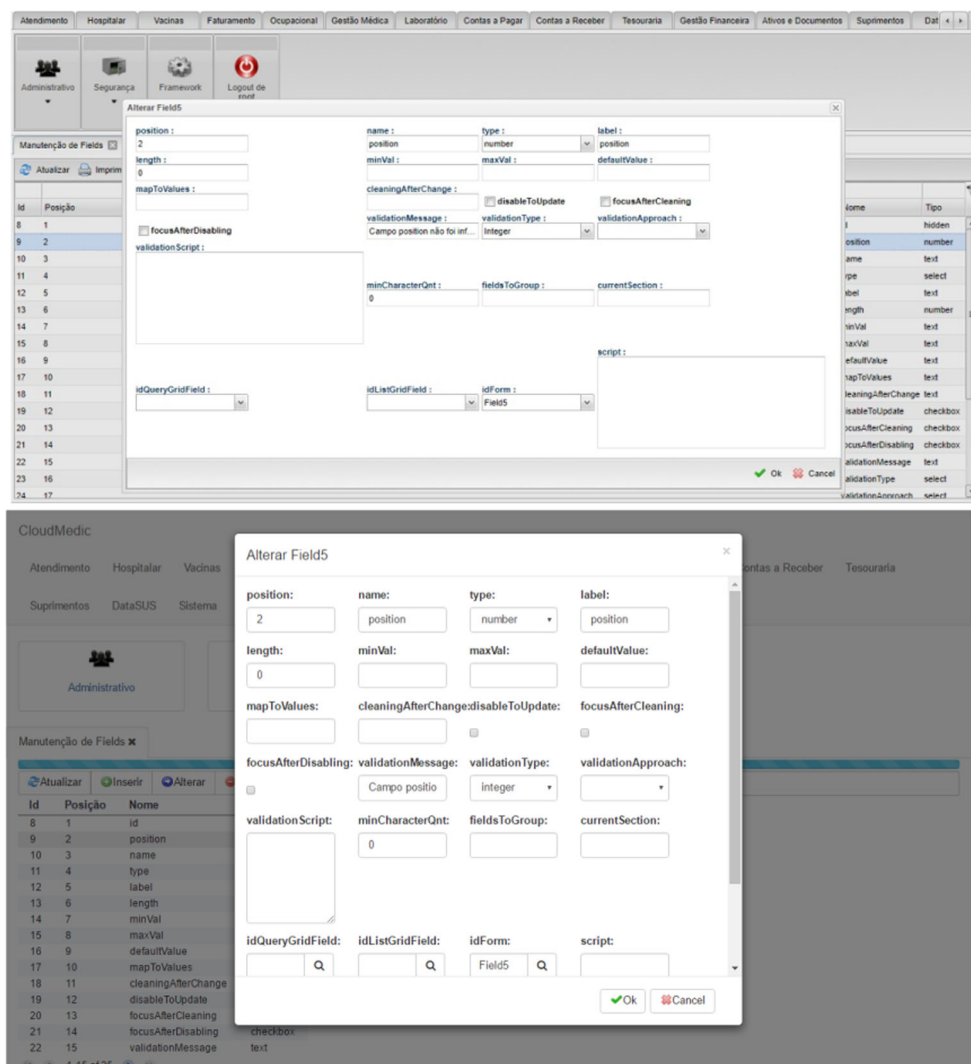 Atendimento Hospitalar Vacinas Faturamento Ocupacional Gestão Médica Laboratório Contas a Pagar Contas a Receber Tesouraria Gestão Financeira Ativos e Documentos Suprimentos Dat
Administrativo Segurança Framework Logout de
root
Alterar Field5
position : name : type : label :
2 position number position
Manutenção de Fields
length : minVal : maxVal : defaultValue :
0
Atualizar Imprim
mapToValues : cleaningAfterChange :
disableToUpdate focusAfterCleaning
Id Posição Tipo
validationMessage : validationType : validationApproach :
8 1 hidden
focusAfterDisabling Campo position não foi inf... Integer
9 2 number
validationScript :
10 3 text
11 4 select
12 5 text
minCharacterQnt : fieldsToGroup : currentSection :
13 6 number
0
14 7 text
15 8 text
script :
16 9 text
17 10 text
idQueryGridField : idListGridField : idForm :
18 11 text
Field5
19 12 checkbox
20 13 checkbox
21 14 checkbox
22 15 text
Ok Cancel
23 16 select
24 17 select
CloudMedic
Alterar Field5
Atendimento Hospitalar Vacinas Contas a Receber Tesouraria
position: name: type: label:
Suprimentos DataSUS Sistema
2 position number position
length: minVal: maxVal: defaultValue:
0
Administrativo
mapToValues: cleaningAfterChange: disableToUpdate: focusAfterCleaning:
Manutenção de Fields
focusAfterDisabling: validationMessage: validationType: validationApproach:
Atualizar Inserir Alterar
Campo positio integer
Id Posição Nome
8 1 id
validationScript: minCharacterQnt: fieldsToGroup: currentSection:
9 2 position
0
10 3 name
11 4 type
12 5 label
13 6 length
14 7 minVal
15 8 maxVal
idQueryGridField: idListGridField: idForm: script:
16 9 defaultValue
17 10 mapToValues
Field5
18 11 cleaningAfterChange
19 12 disableToUpdate
Ok Cancel
20 13 focusAfterCleaning
21 14 focusAfterDisabling checkbox
22 15 validationMessage text